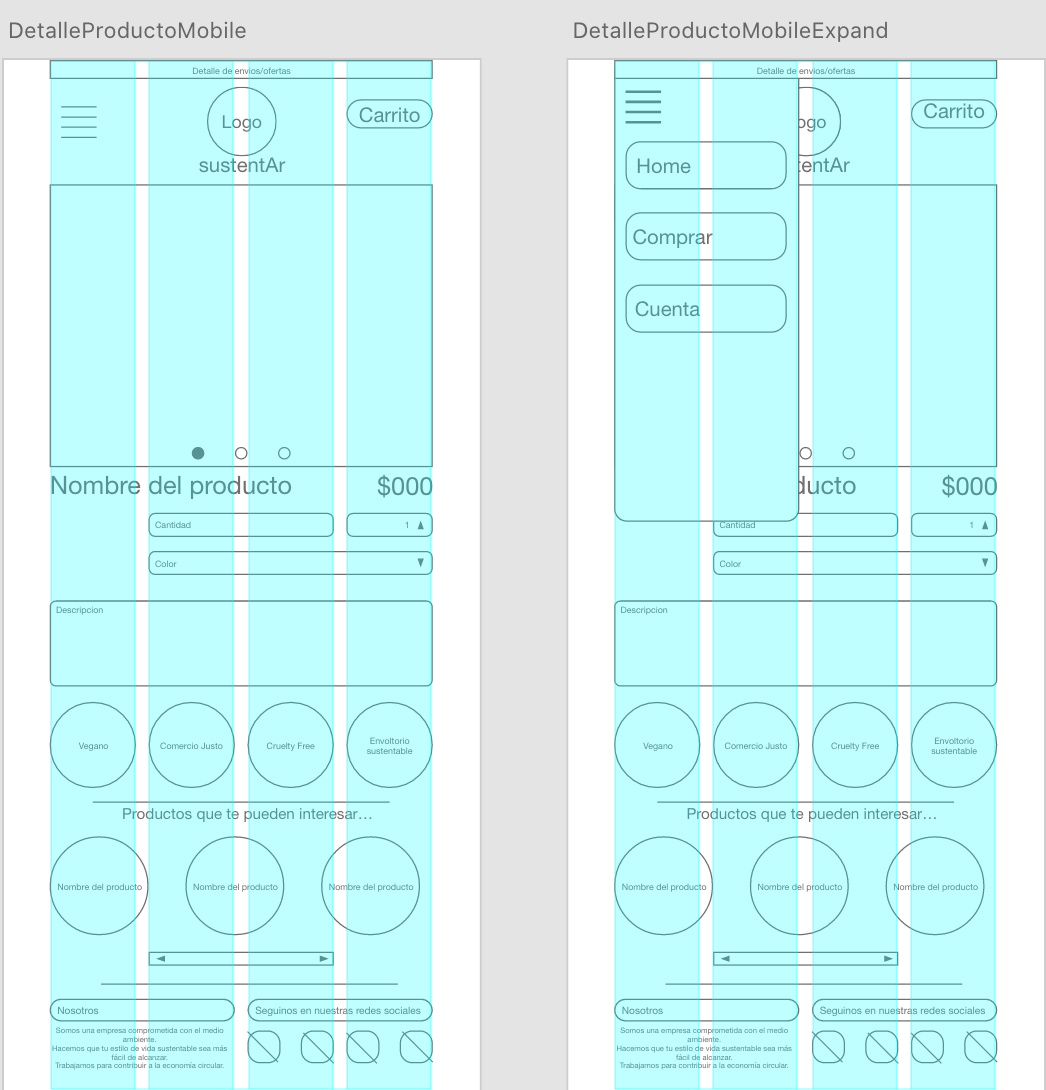 DetalleProductoMobile
Detalle de envios/ofertas
Logo
Carrito
sustentAr
Nombre del producto
$000
Cantidad
1 ▲
Color
▼
Descripcion
Vegano
Comercio Justo
Cruelty Free
Envoltorio
sustentable
Productos que te pueden interesar...
Nombre del producto
Nombre del producto
Nombre del producto
◄ ►
Nosotros
Seguinos en nuestras redes sociales
Somos una empresa comprometida con el medio
ambiente.
Hacemos que tu estilo de vida sustentable sea más
fácil de alcanzar.
Trabajamos para contribuir a la economía circular.
DetalleProductoMobileExpand
Detalle de envios/ofertas
ogo
Carrito
tentAr
Home
Comprar
Cuenta
ducto
$000
Cantidad
1 ▲
Color
▼
Descripcion
Vegano
Comercio Justo
Cruelty Free
Envoltorio
sustentable
Productos que te pueden interesar...
Nombre del producto
Nombre del producto
Nombre del producto
◄ ►
Nosotros
Seguinos en nuestras redes sociales
Somos una empresa comprometida con el medio
ambiente.
Hacemos que tu estilo de vida sustentable sea más
fácil de alcanzar.
Trabajamos para contribuir a la economía circular.